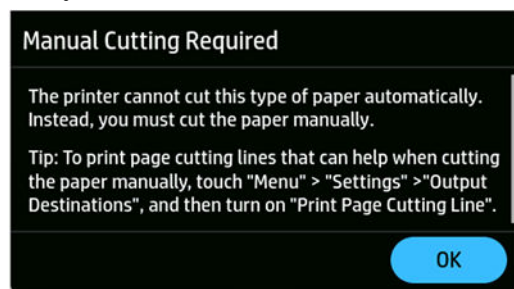 Manual Cutting Required
The printer cannot cut this type of paper automatically.
Instead, you must cut the paper manually.
Tip: To print page cutting lines that can help when cutting
the paper manually, touch "Menu" > "Settings" >"Output
Destinations", and then turn on "Print Page Cutting Line".
OK